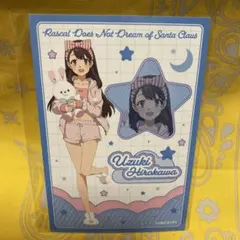 Rascal Does Not Dream of Santa Claus
Uzuki
Hirokawa